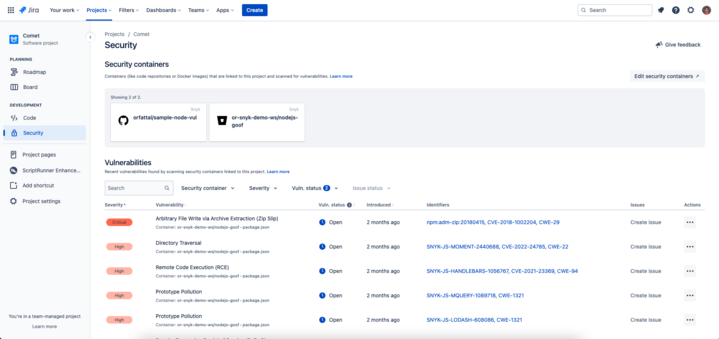 Jira
Your work
Projects
Filters
Dashboards
Teams
Apps
Create
Search
Comet
Software project
PLANNING
Roadmap
Board
DEVELOPMENT
Code
Security
Project pages
ScriptRunner Enhance...
Add shortcut
Project settings
You're in a team-managed project
Learn more
Projects / Comet
Security
Give feedback
Security containers
Containers (like code repositories or Docker images) that are linked to this project and scanned for vulnerabilities. Learn more
Edit security containers
Showing 2 of 2.
Snyk
orfattal/sample-node-vul
Snyk
or-snyk-demo-ws/nodejs-
goof
Vulnerabilities
Recent vulnerabilities found by scanning security containers linked to this project. Learn more
Search
Security container
Severity
Vuln. status 2
Issue status
Severity Vulnerability Vuln. status Introduced Identifiers Issues Actions
Critical Arbitrary File Write via Archive Extraction (Zip Slip) Open 2 months ago npm:adm-zip:20180415, CVE-2018-1002204, CWE-29 Create issue
Container: or-snyk-demo-ws/nodejs-goof - package.json
High Directory Traversal Open 2 months ago SNYK-JS-MOMENT-2440688, CVE-2022-24785, CWE-22 Create issue
Container: or-snyk-demo-ws/nodejs-goof - package.json
High Remote Code Execution (RCE) Open 2 months ago SNYK-JS-HANDLEBARS-1056767, CVE-2021-23369, CWE-94 Create issue
Container: or-snyk-demo-ws/nodejs-goof - package.json
High Prototype Pollution Open 2 months ago SNYK-JS-MQUERY-1089718, CWE-1321 Create issue
Container: or-snyk-demo-ws/nodejs-goof - package.json
High Prototype Pollution Open 2 months ago SNYK-JS-LODASH-608086, CWE-1321 Create issue
Container: or-snyk-demo-ws/nodejs-goof - package.json